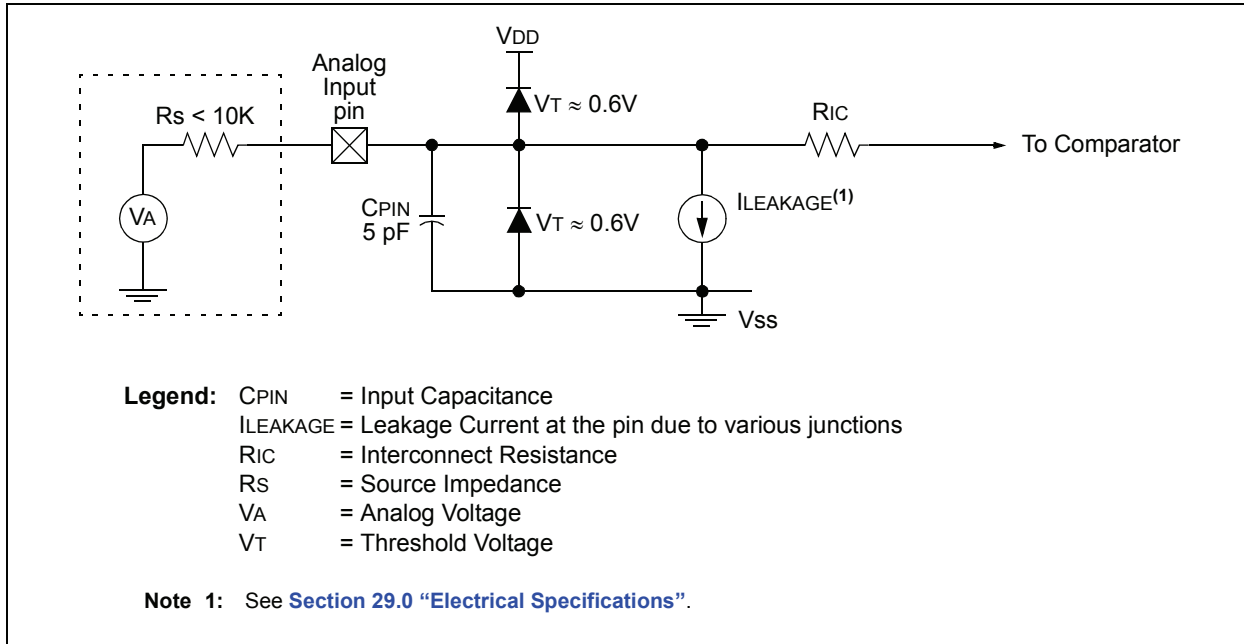 VDD
Analog
Input
pin
Rs < 10K
VT ≈ 0.6V
RIC
To Comparator
VA
CPIN
5 pF
VT ≈ 0.6V
ILEAKAGE(1)
Vss
Legend: CPIN = Input Capacitance
ILEAKAGE = Leakage Current at the pin due to various junctions
RIC = Interconnect Resistance
RS = Source Impedance
VA = Analog Voltage
VT = Threshold Voltage
Note 1: See Section 29.0 “Electrical Specifications”.